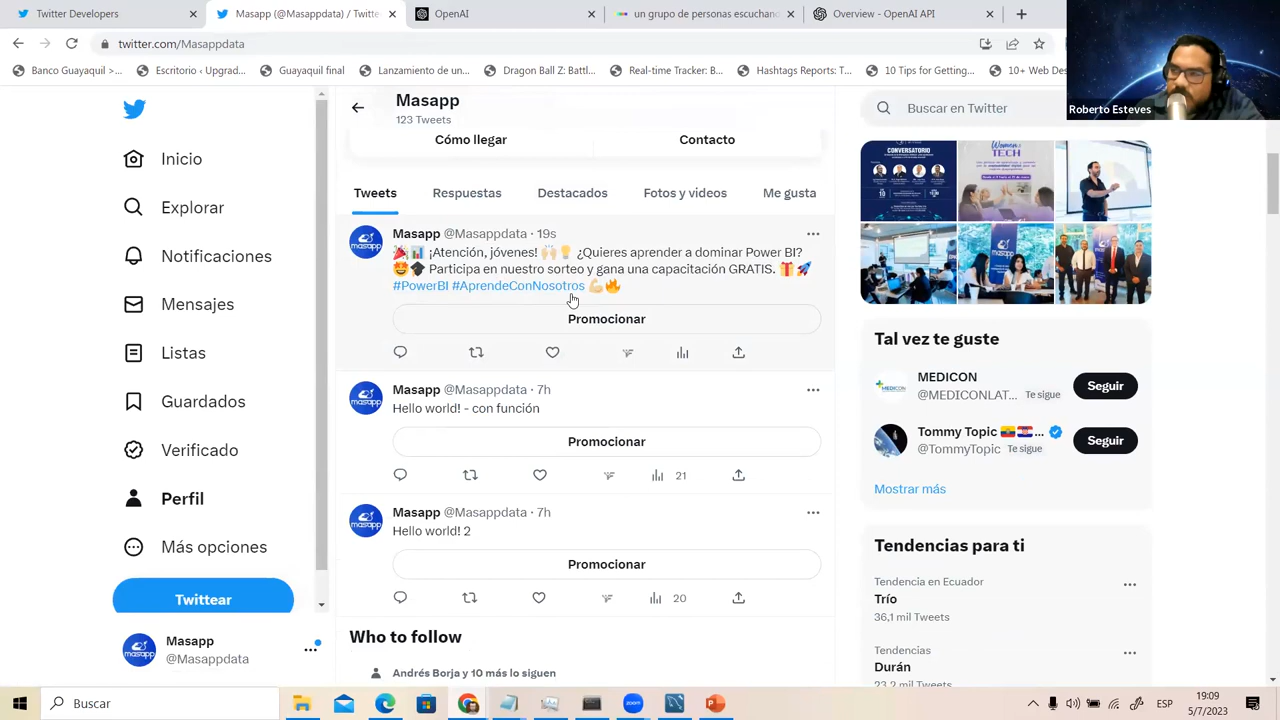 Twitter Developers
Masapp (@Masappdata) / Twitte
OpenAI
un grupo de personas escuchand
Overview - OpenAI API
twitter.com/Masappdata
Banco Guayaquil >...
Escritorio ‹ Upgrad...
Guayaquil final
Lanzamiento de un...
Dragon Ball Z: Battl...
Real-time Tracker: B...
Hashtags Reports: T...
10 Tips for Getting...
10+ Web Des
Roberto Esteves
Inicio
Explorar
Notificaciones
Mensajes
Listas
Guardados
Verificado
Perfil
Más opciones
Twittear
Masapp
@Masappdata
Masapp
123 Tweets
Cómo llegar
Contacto
Tweets
Respuestas
Destacados
Fotos y videos
Me gusta
Masapp @Masappdata · 19s
🎉📊 ¡Atención, jóvenes! 👇👇 ¿Quieres aprender a dominar Power BI?
🤩🎓 Participa en nuestro sorteo y gana una capacitación GRATIS. 🎁🚀
#PowerBI #AprendeConNosotros 💪🔥
Promocionar
Masapp @Masappdata · 7h
Hello world! - con función
Promocionar
21
Masapp @Masappdata · 7h
Hello world! 2
Promocionar
20
Who to follow
Andrés Borja y 10 más lo siguen
Buscar en Twitter
CONVERSATORIO
TECH
Tal vez te guste
MEDICON
@MEDICONLAT... Te sigue
Seguir
Tommy Topic 🇪🇨🇭🇷...
@TommyTopic Te sigue
Seguir
Mostrar más
Tendencias para ti
Tendencia en Ecuador
Trío
36,1 mil Tweets
Tendencias
Durán
23,2 mil Tweets
Buscar
ESP
19:09
5/7/2023